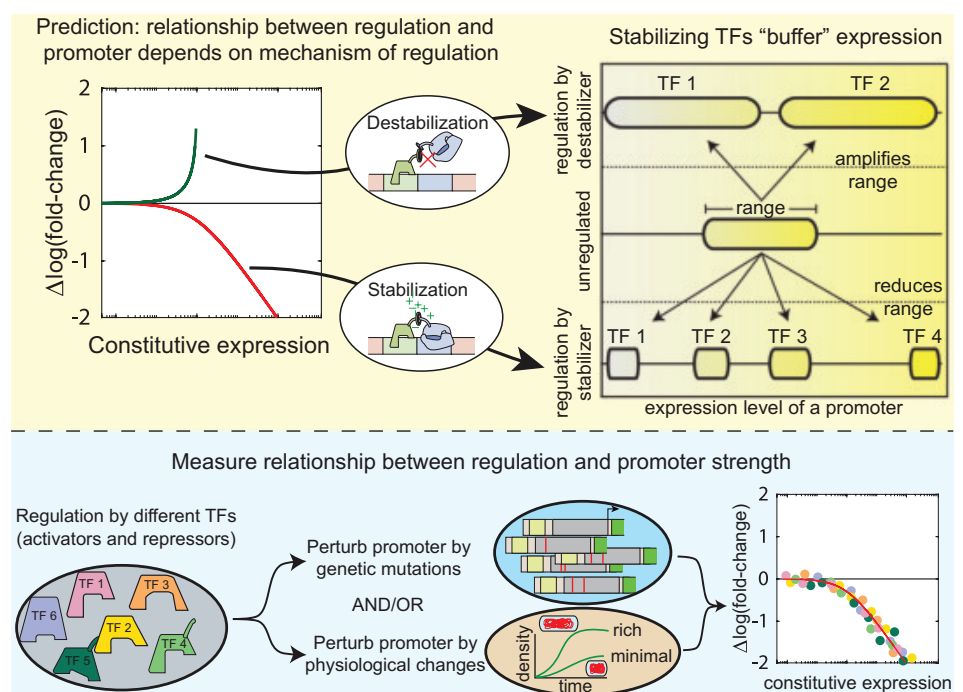 Prediction: relationship between regulation and
promoter depends on mechanism of regulation
2
1
0
-1
-2
Δlog(fold-change)
Constitutive expression
Destabilization
Stabilization
Stabilizing TFs “buffer” expression
regulation by
destabilizer
TF 1
TF 2
amplifies
range
unregulated
range
reduces
range
regulation by
stabilizer
TF 1
TF 2
TF 3
TF 4
expression level of a promoter
Measure relationship between regulation and promoter strength
Regulation by different TFs
(activators and repressors)
TF 1
TF 3
TF 6
TF 2
TF 4
TF 5
Perturb promoter by
genetic mutations
AND/OR
Perturb promoter by
physiological changes
density
rich
minimal
time
2
1
0
-1
-2
Δlog(fold-change)
constitutive expression